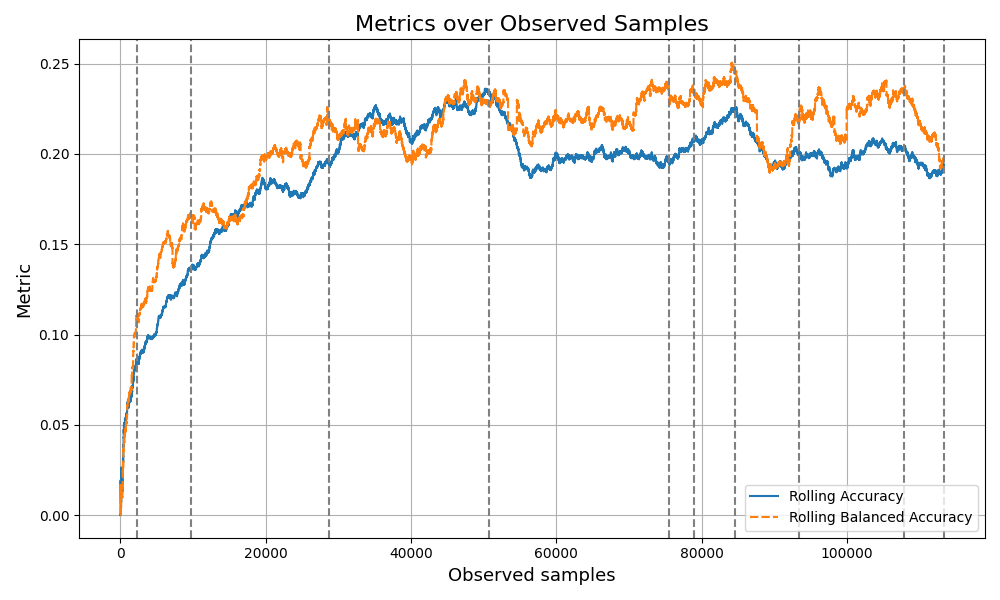 Metrics over Observed Samples
Metric
0.25
0.20
0.15
0.10
0.05
0.00
0
20000
40000
60000
80000
100000
Observed samples
Rolling Accuracy
Rolling Balanced Accuracy